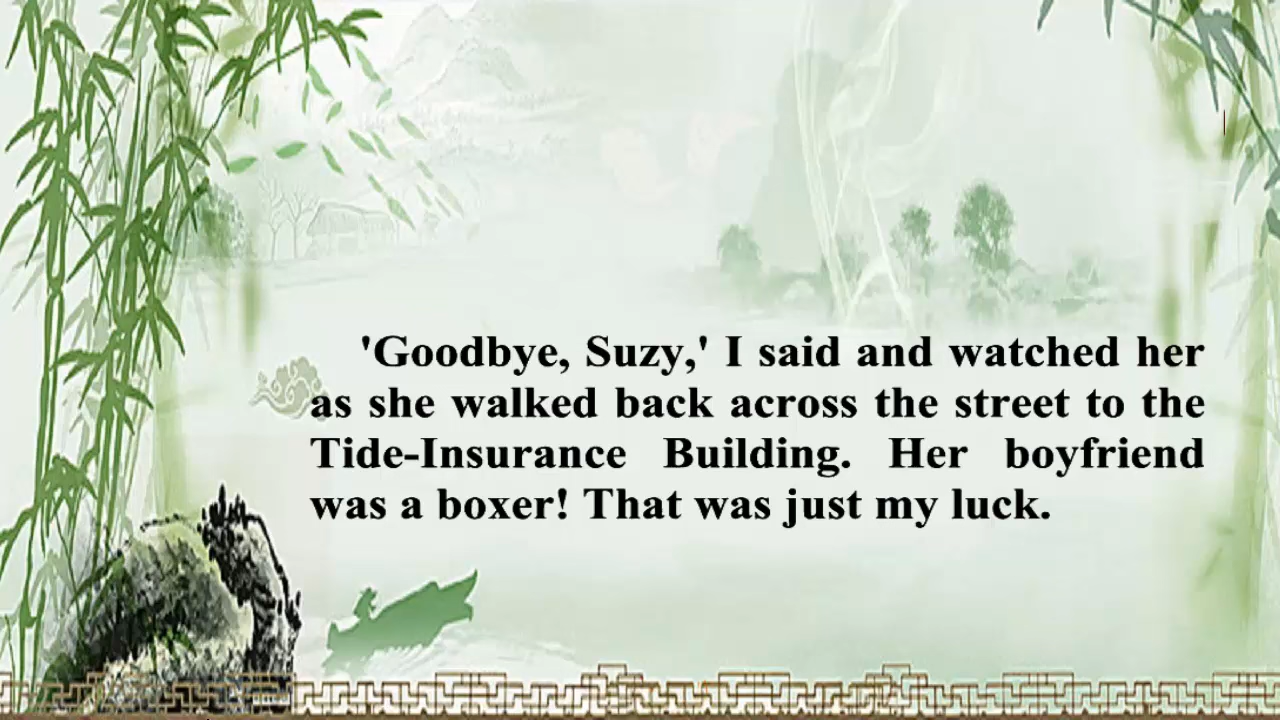 'Goodbye, Suzy,' I said and watched her
as she walked back across the street to the
Tide-Insurance Building. Her boyfriend
was a boxer! That was just my luck.